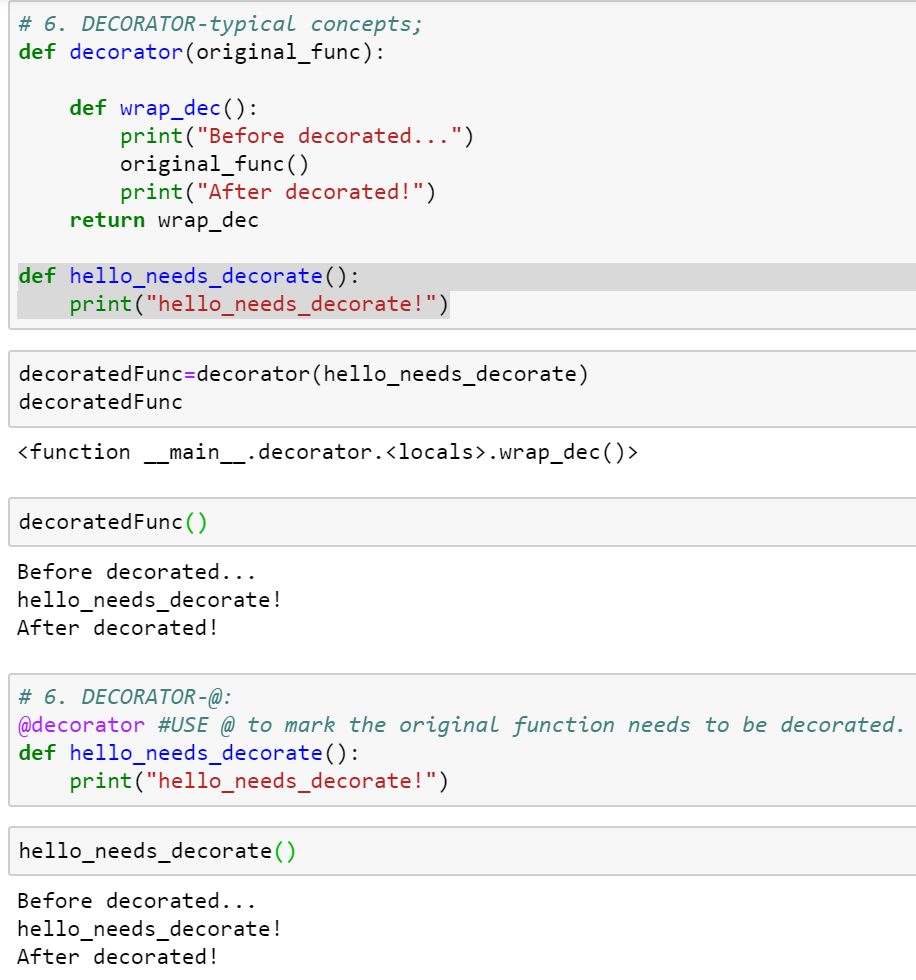 # 6. DECORATOR-typical concepts;
def decorator(original_func):
    def wrap_dec():
        print("Before decorated...")
        original_func()
        print("After decorated!")
    return wrap_dec
def hello_needs_decorate():
    print("hello_needs_decorate!")
decoratedFunc=decorator(hello_needs_decorate)
decoratedFunc
<function __main__.decorator.<locals>.wrap_dec()>
decoratedFunc()
Before decorated...
hello_needs_decorate!
After decorated!
# 6. DECORATOR-@:
@decorator #USE @ to mark the original function needs to be decorated.
def hello_needs_decorate():
    print("hello_needs_decorate!")
hello_needs_decorate()
Before decorated...
hello_needs_decorate!
After decorated!